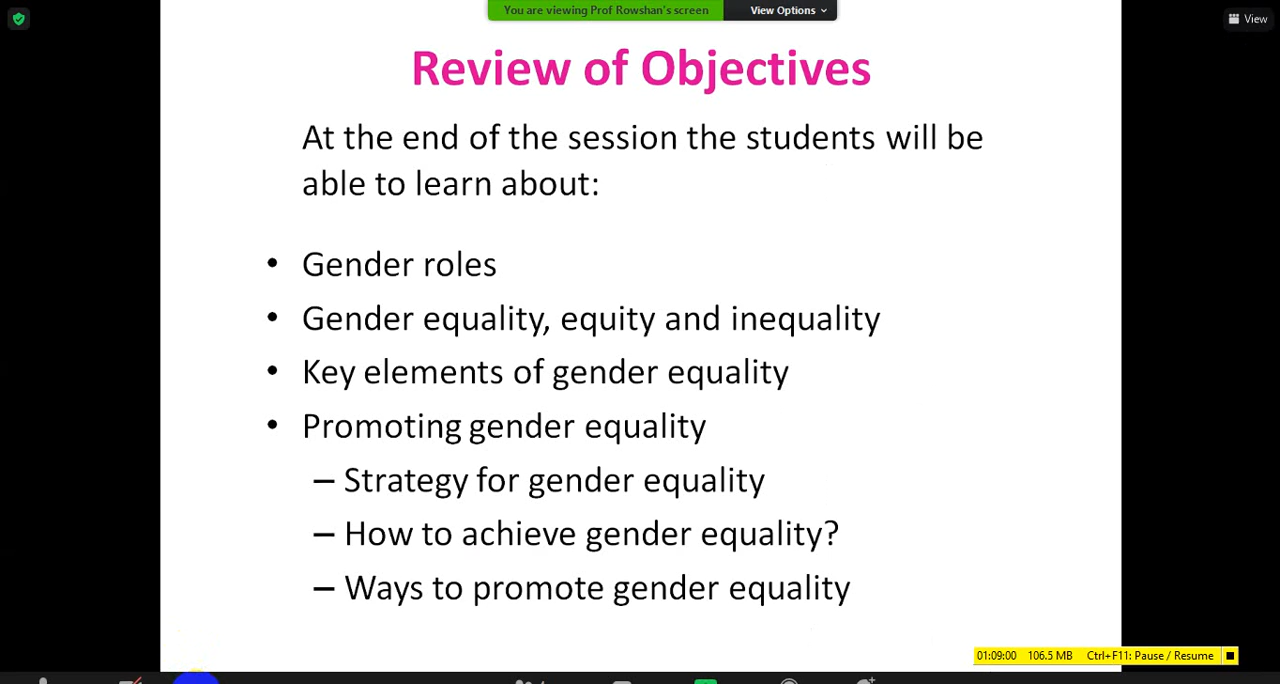 You are viewing Prof Rowshan's screen View Options
View
Review of Objectives
At the end of the session the students will be
able to learn about:
• Gender roles
• Gender equality, equity and inequality
• Key elements of gender equality
• Promoting gender equality
– Strategy for gender equality
– How to achieve gender equality?
– Ways to promote gender equality
01:09:00 106.5 MB Ctrl+F11: Pause / Resume